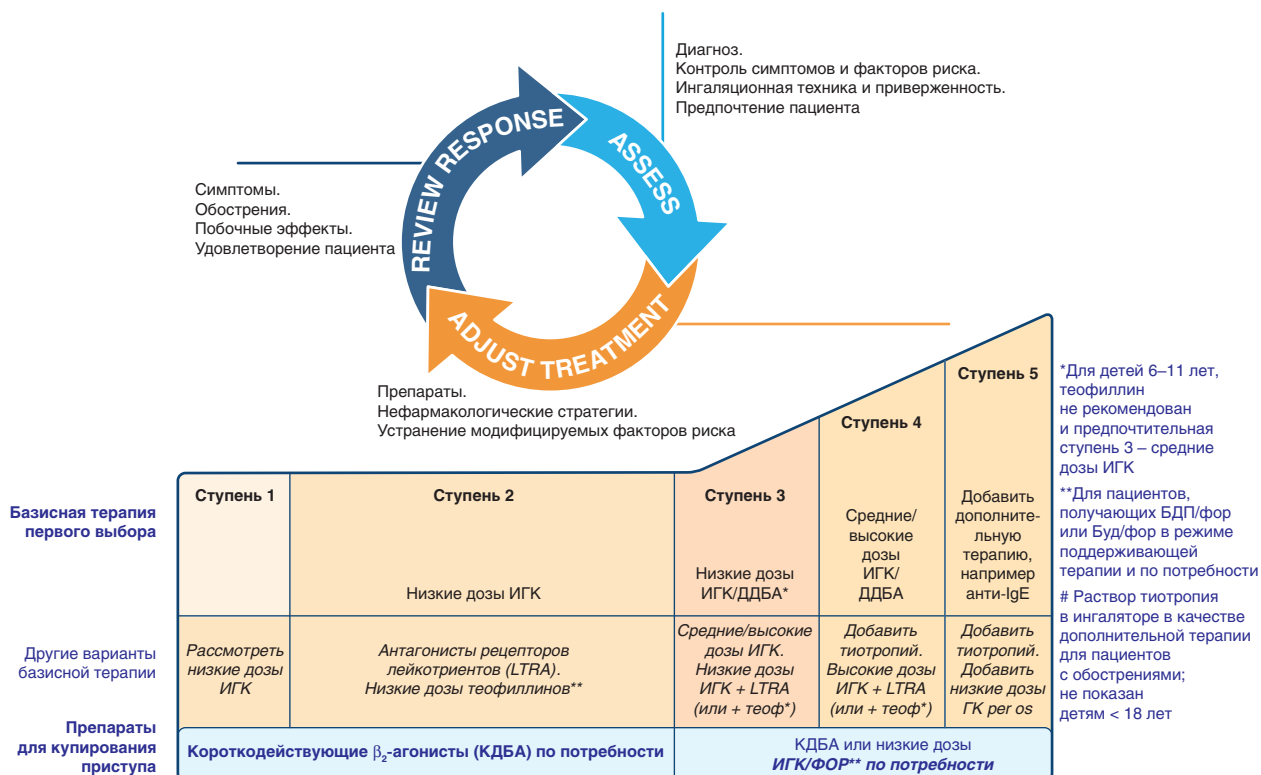 Диагноз.
Контроль симптомов и факторов риска.
Ингаляционная техника и приверженность.
Предпочтение пациента
REVIEW RESPONSE
ASSESS
ADJUST TREATMENT
Симптомы.
Обострения.
Побочные эффекты.
Удовлетворение пациента
Препараты.
Нефармакологические стратегии.
Устранение модифицируемых факторов риска
Базисная терапия
первого выбора
Ступень 1
Ступень 2
Низкие дозы ИГК
Ступень 3
Низкие дозы
ИГК/ДДБА*
Ступень 4
Средние/
высокие
дозы
ИГК/
ДДБА
Ступень 5
Добавить
дополните-
льную
терапию,
например
анти-IgE
Другие варианты
базисной терапии
Рассмотреть
низкие дозы
ИГК
Антагонисты рецепторов
лейкотриентов (LTRA).
Низкие дозы теофиллинов**
Средние/высокие
дозы ИГК.
Низкие дозы
ИГК + LTRA
(или + теоф*)
Добавить
тиотропий.
Высокие дозы
ИГК + LTRA
(или + теоф*)
Добавить
тиотропий.
Добавить
низкие дозы
ГК per os
Препараты
для купирования
приступа
Короткодействующие β₂-агонисты (КДБА) по потребности
КДБА или низкие дозы
ИГК/ФОР** по потребности
*Для детей 6–11 лет,
теофиллин
не рекомендован
и предпочтительная
ступень 3 – средние
дозы ИГК
**Для пациентов,
получающих БДП/фор
или Буд/фор в режиме
поддерживающей
терапии и по потребности
# Раствор тиотропия
в ингаляторе в качестве
дополнительной терапии
для пациентов
с обострениями;
не показан
детям < 18 лет